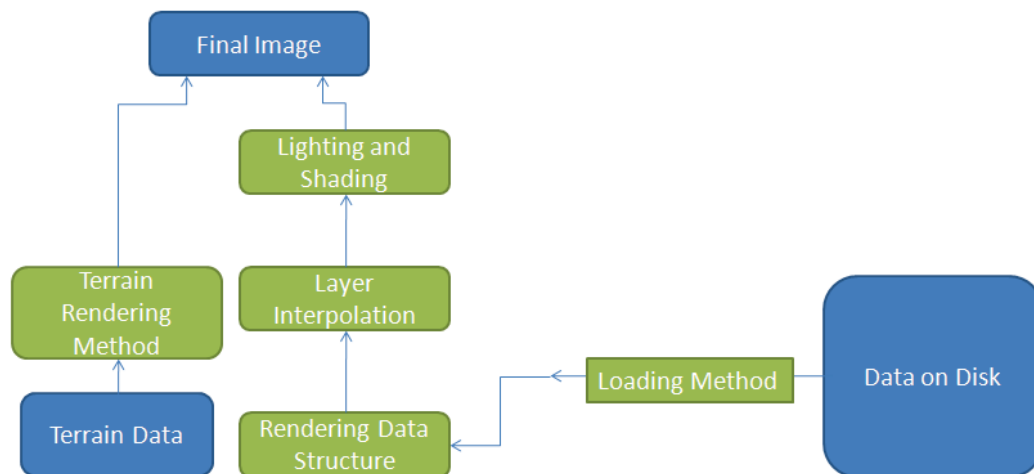 Final Image
Lighting and
Shading
Terrain
Rendering
Method
Layer
Interpolation
Loading Method
Data on Disk
Terrain Data
Rendering Data
Structure